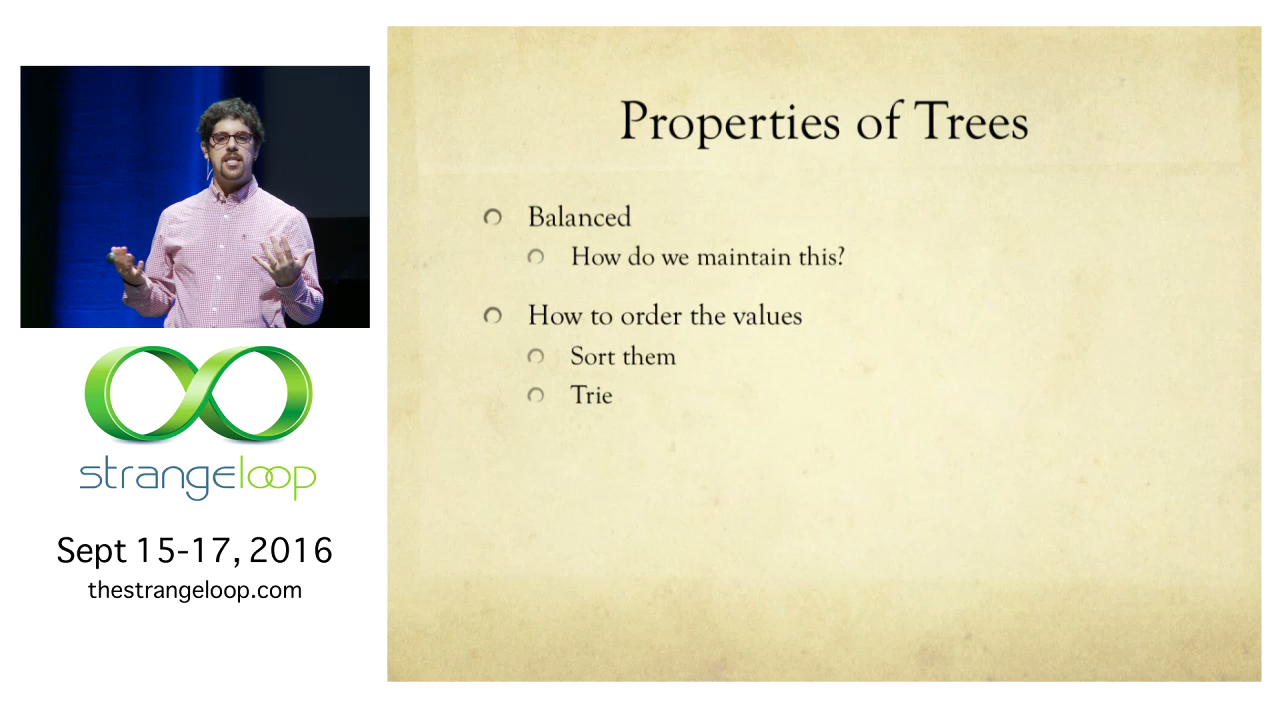 strangeloop
Sept 15-17, 2016
thestrangeloop.com
Properties of Trees
Balanced
How do we maintain this?
How to order the values
Sort them
Trie